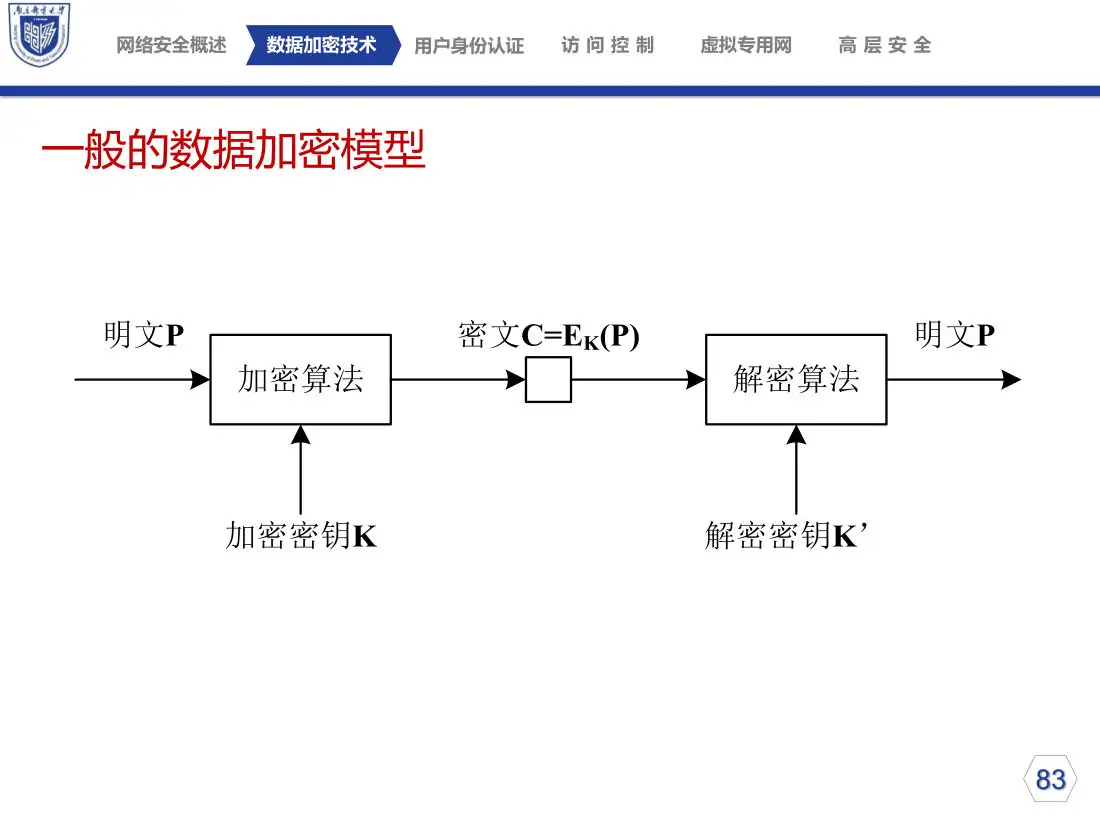 网络安全概述 数据加密技术 用户身份认证 访问控制 虚拟专用网 高层安全
一般的数据加密模型
明文P 密文C=EK(P) 明文P
加密算法 解密算法
加密密钥K 解密密钥K’
83